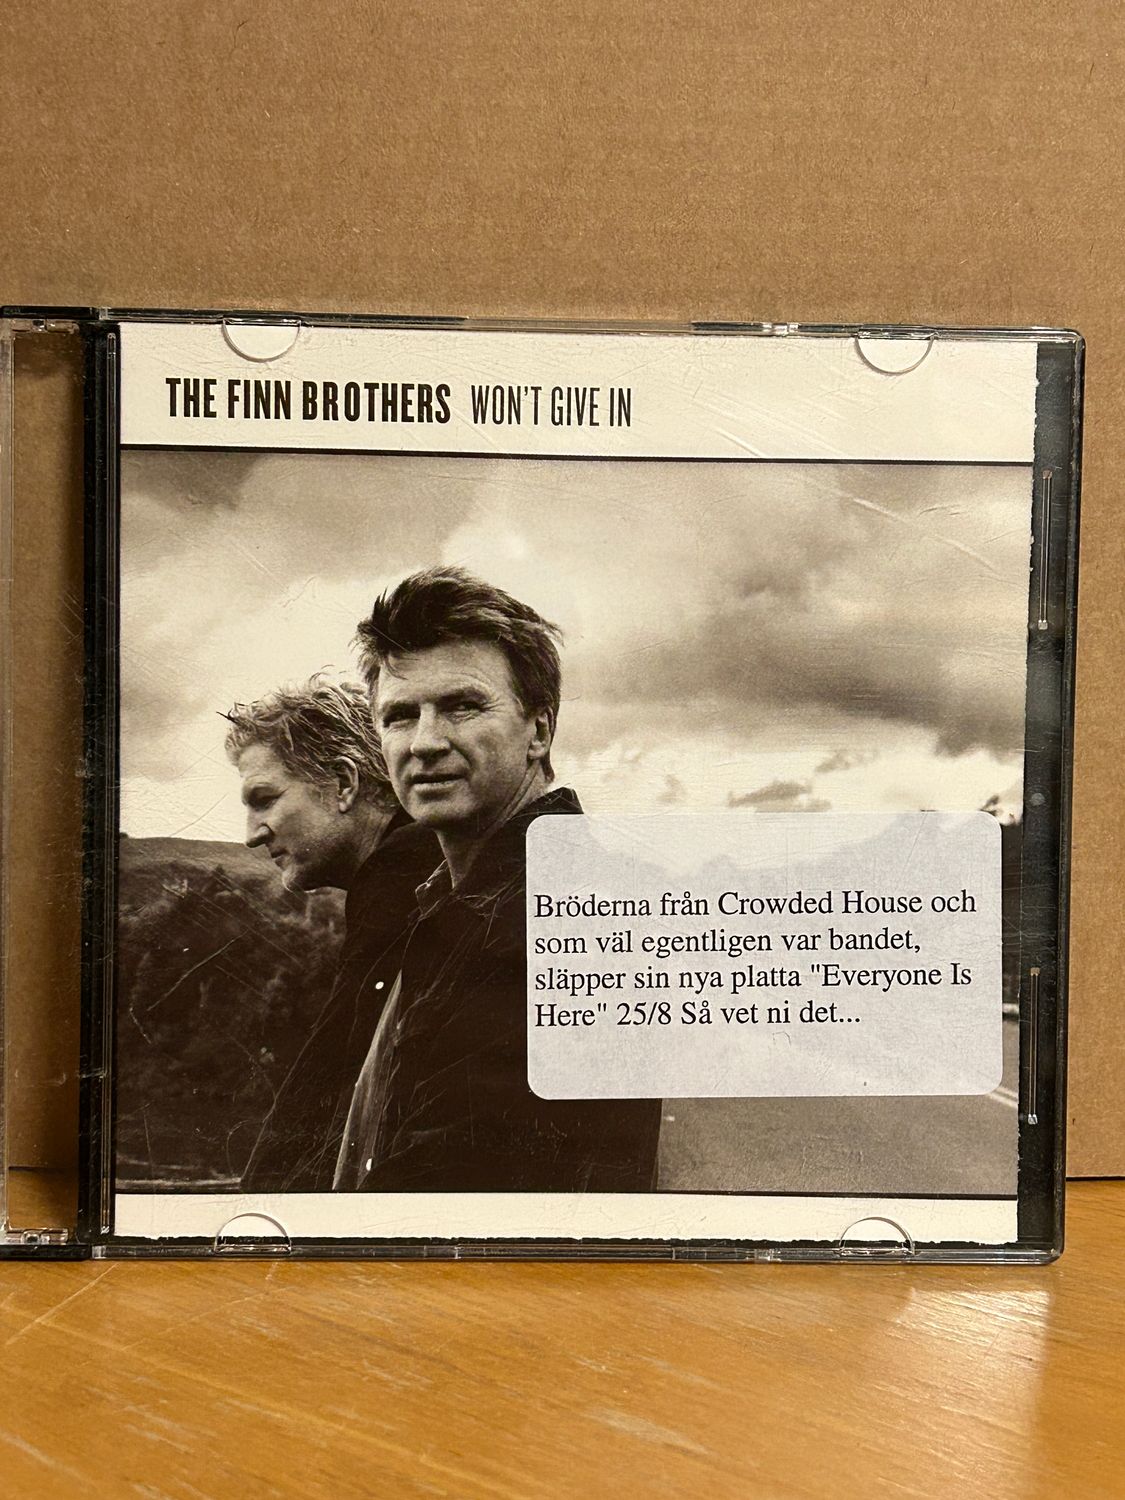 THE FINN BROTHERS WON'T GIVE IN
Bröderna från Crowded House och
som väl egentligen var bandet,
släpper sin nya platta "Everyone Is
Here" 25/8 Så vet ni det...